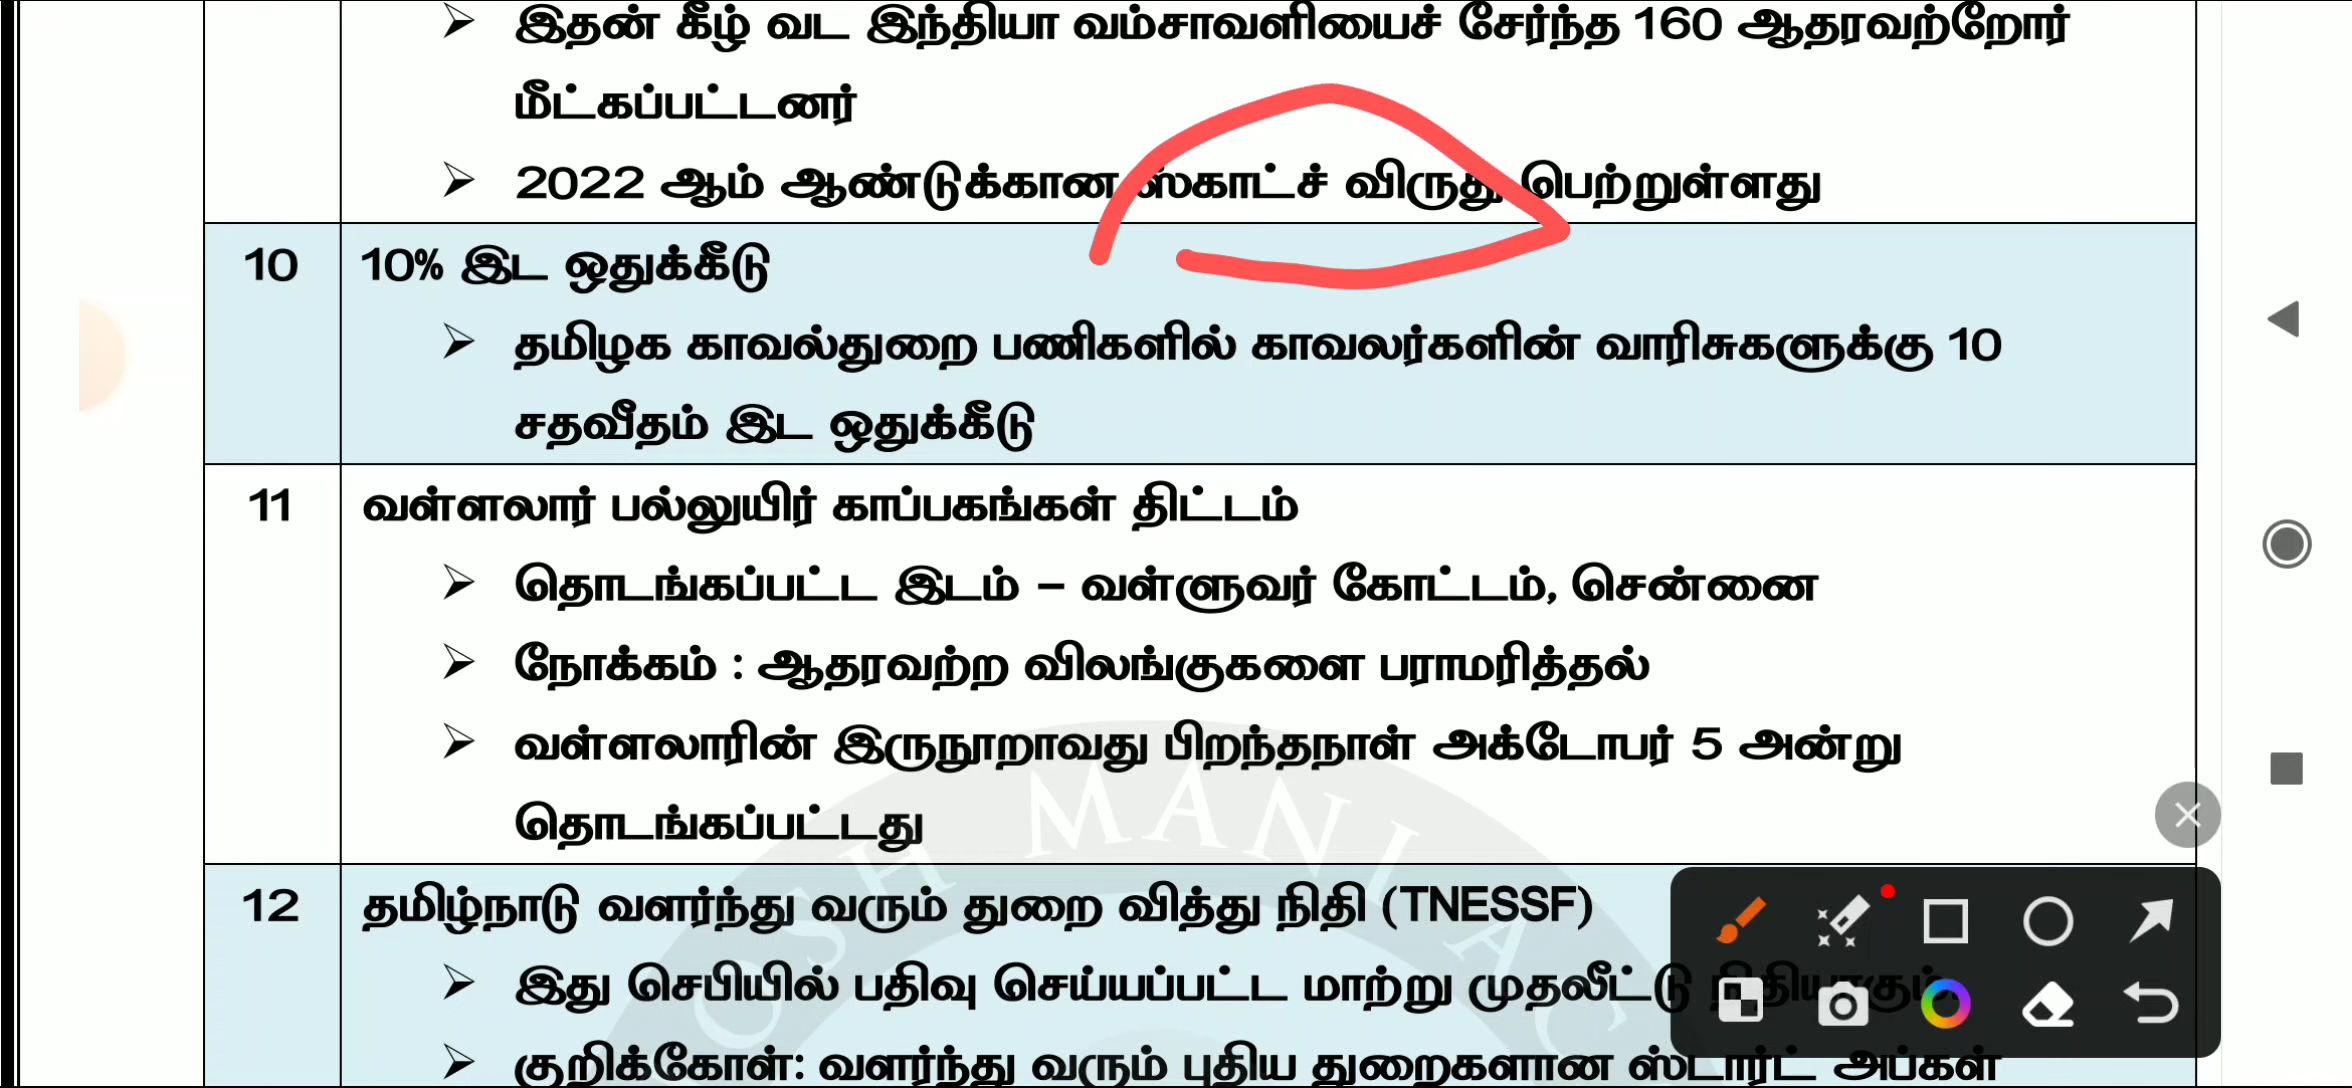 ➢ இதன் கீழ் வட இந்தியா வம்சாவளியைச் சேர்ந்த 160 ஆதரவற்றோர்
மீட்கப்பட்டனர்
➢ 2022 ஆம் ஆண்டுக்கான ஸ்காட்ச் விருது பெற்றுள்ளது
10 10% இட ஒதுக்கீடு
➢ தமிழக காவல்துறை பணிகளில் காவலர்களின் வாரிசுகளுக்கு 10
சதவீதம் இட ஒதுக்கீடு
11 வள்ளலார் பல்லுயிர் காப்பகங்கள் திட்டம்
➢ தொடங்கப்பட்ட இடம் – வள்ளுவர் கோட்டம், சென்னை
➢ நோக்கம் : ஆதரவற்ற விலங்குகளை பராமரித்தல்
➢ வள்ளலாரின் இருநூறாவது பிறந்தநாள் அக்டோபர் 5 அன்று
தொடங்கப்பட்டது
12 தமிழ்நாடு வளர்ந்து வரும் துறை வித்து நிதி (TNESSF)
➢ இது செபியில் பதிவு செய்யப்பட்ட மாற்று முதலீட்டு நிதியாகும்.
➢ குறிக்கோள்: வளர்ந்து வரும் புதிய துறைகளான ஸ்டார்ட் அப்கள்
OSH MANIAC